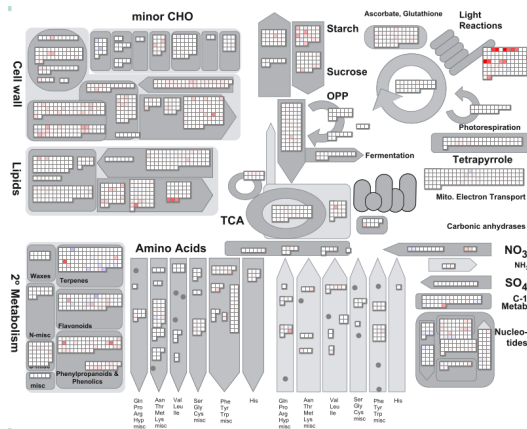 minor CHO
Cell wall
Lipids
Starch
Sucrose
OPP
Fermentation
TCA
Ascorbate, Glutathione
Light
Reactions
Photorespiration
Tetrapyrrole
Mito. Electron Transport
Carbonic anhydrases
NO3
NH
SO4
C-1
Metab
Nucleo-
tides
2º Metabolism
Waxes
Terpenes
N-misc
Flavonoids
Phenylpropanoids &
Phenolics
misc
Amino Acids
Gln
Pro
Arg
Hyp
misc
Asn
Thr
Met
Lys
misc
Val
Leu
Ile
Ser
Gly
Cys
misc
Phe
Tyr
Trp
misc
His
Gln
Pro
Arg
Hyp
misc
Asn
Thr
Met
Lys
misc
Val
Leu
Ile
Ser
Gly
Cys
misc
Phe
Tyr
Trp
misc
His